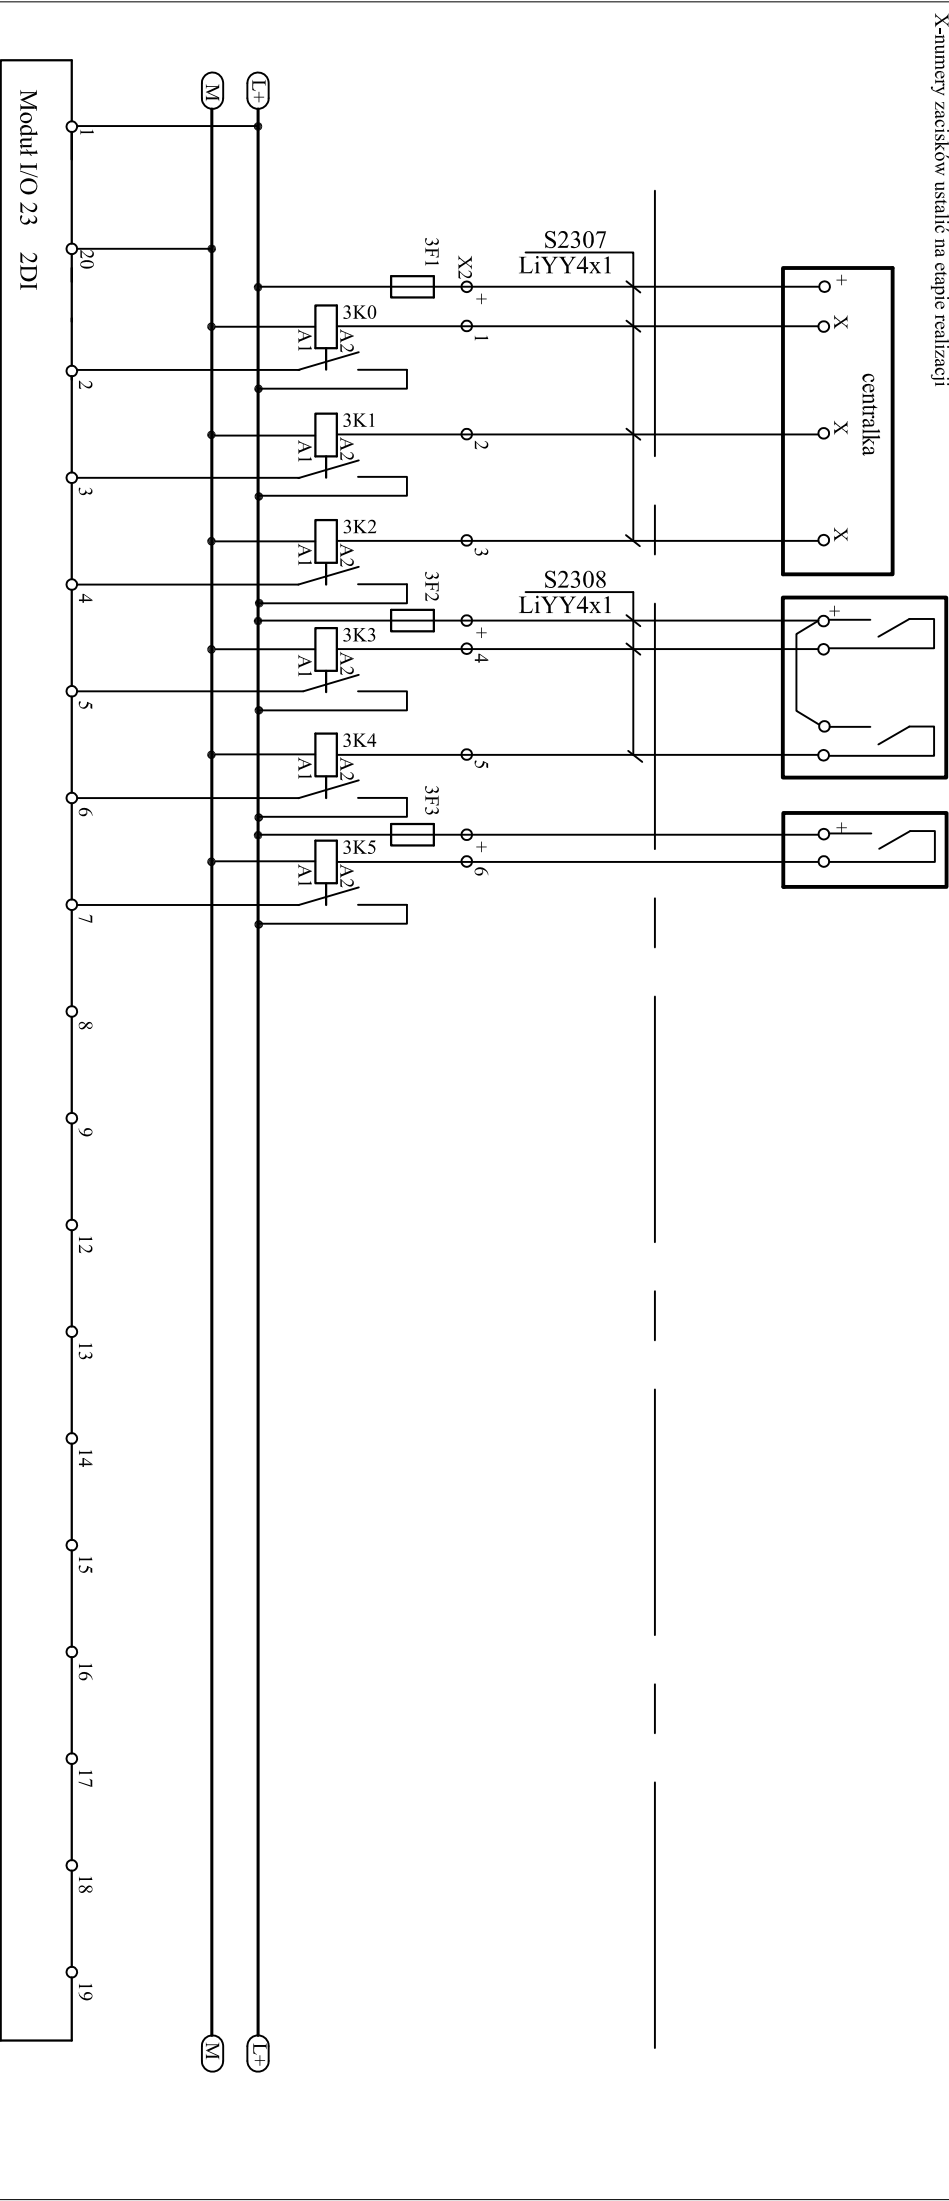 X-numery zacisków ustalić na etapie realizacji
centralka
+
X
X
X
+
+
S2307
LiYY4x1
S2308
LiYY4x1
X2
+
1
2
3
+
4
5
+
6
3F1
3F2
3F3
3K0
A1
A2
3K1
A1
A2
3K2
A1
A2
3K3
A1
A2
3K4
A1
A2
3K5
A1
A2
L+
L+
M
M
1
20
2
3
4
5
6
7
8
9
12
13
14
15
16
17
18
19
Moduł I/O 23 2DI